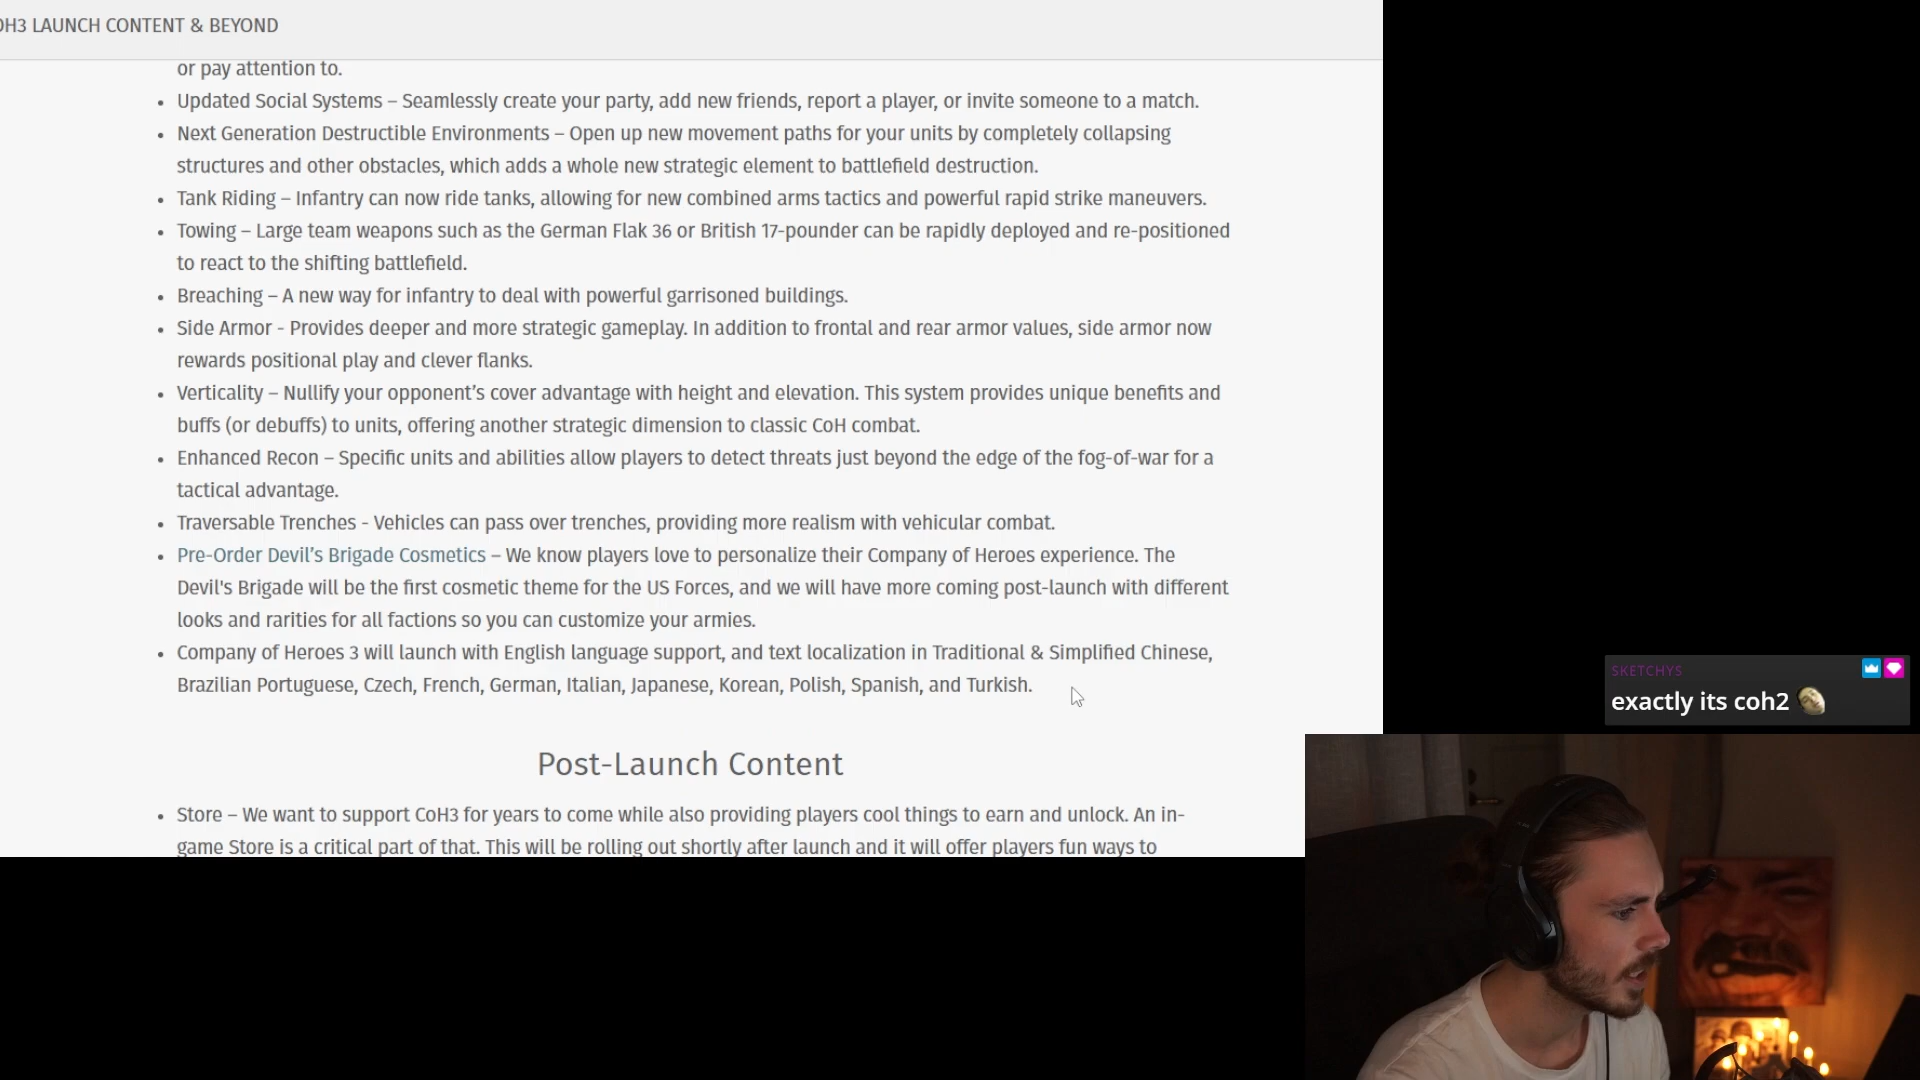 OH3 LAUNCH CONTENT & BEYOND
or pay attention to.
• Updated Social Systems – Seamlessly create your party, add new friends, report a player, or invite someone to a match.
• Next Generation Destructible Environments – Open up new movement paths for your units by completely collapsing
structures and other obstacles, which adds a whole new strategic element to battlefield destruction.
• Tank Riding – Infantry can now ride tanks, allowing for new combined arms tactics and powerful rapid strike maneuvers.
• Towing – Large team weapons such as the German Flak 36 or British 17-pounder can be rapidly deployed and re-positioned
to react to the shifting battlefield.
• Breaching – A new way for infantry to deal with powerful garrisoned buildings.
• Side Armor - Provides deeper and more strategic gameplay. In addition to frontal and rear armor values, side armor now
rewards positional play and clever flanks.
• Verticality – Nullify your opponent’s cover advantage with height and elevation. This system provides unique benefits and
buffs (or debuffs) to units, offering another strategic dimension to classic CoH combat.
• Enhanced Recon – Specific units and abilities allow players to detect threats just beyond the edge of the fog-of-war for a
tactical advantage.
• Traversable Trenches - Vehicles can pass over trenches, providing more realism with vehicular combat.
• Pre-Order Devil’s Brigade Cosmetics – We know players love to personalize their Company of Heroes experience. The
Devil's Brigade will be the first cosmetic theme for the US Forces, and we will have more coming post-launch with different
looks and rarities for all factions so you can customize your armies.
• Company of Heroes 3 will launch with English language support, and text localization in Traditional & Simplified Chinese,
Brazilian Portuguese, Czech, French, German, Italian, Japanese, Korean, Polish, Spanish, and Turkish.
Post-Launch Content
• Store – We want to support CoH3 for years to come while also providing players cool things to earn and unlock. An in-
game Store is a critical part of that. This will be rolling out shortly after launch and it will offer players fun ways to
SKETCHYS
exactly its coh2